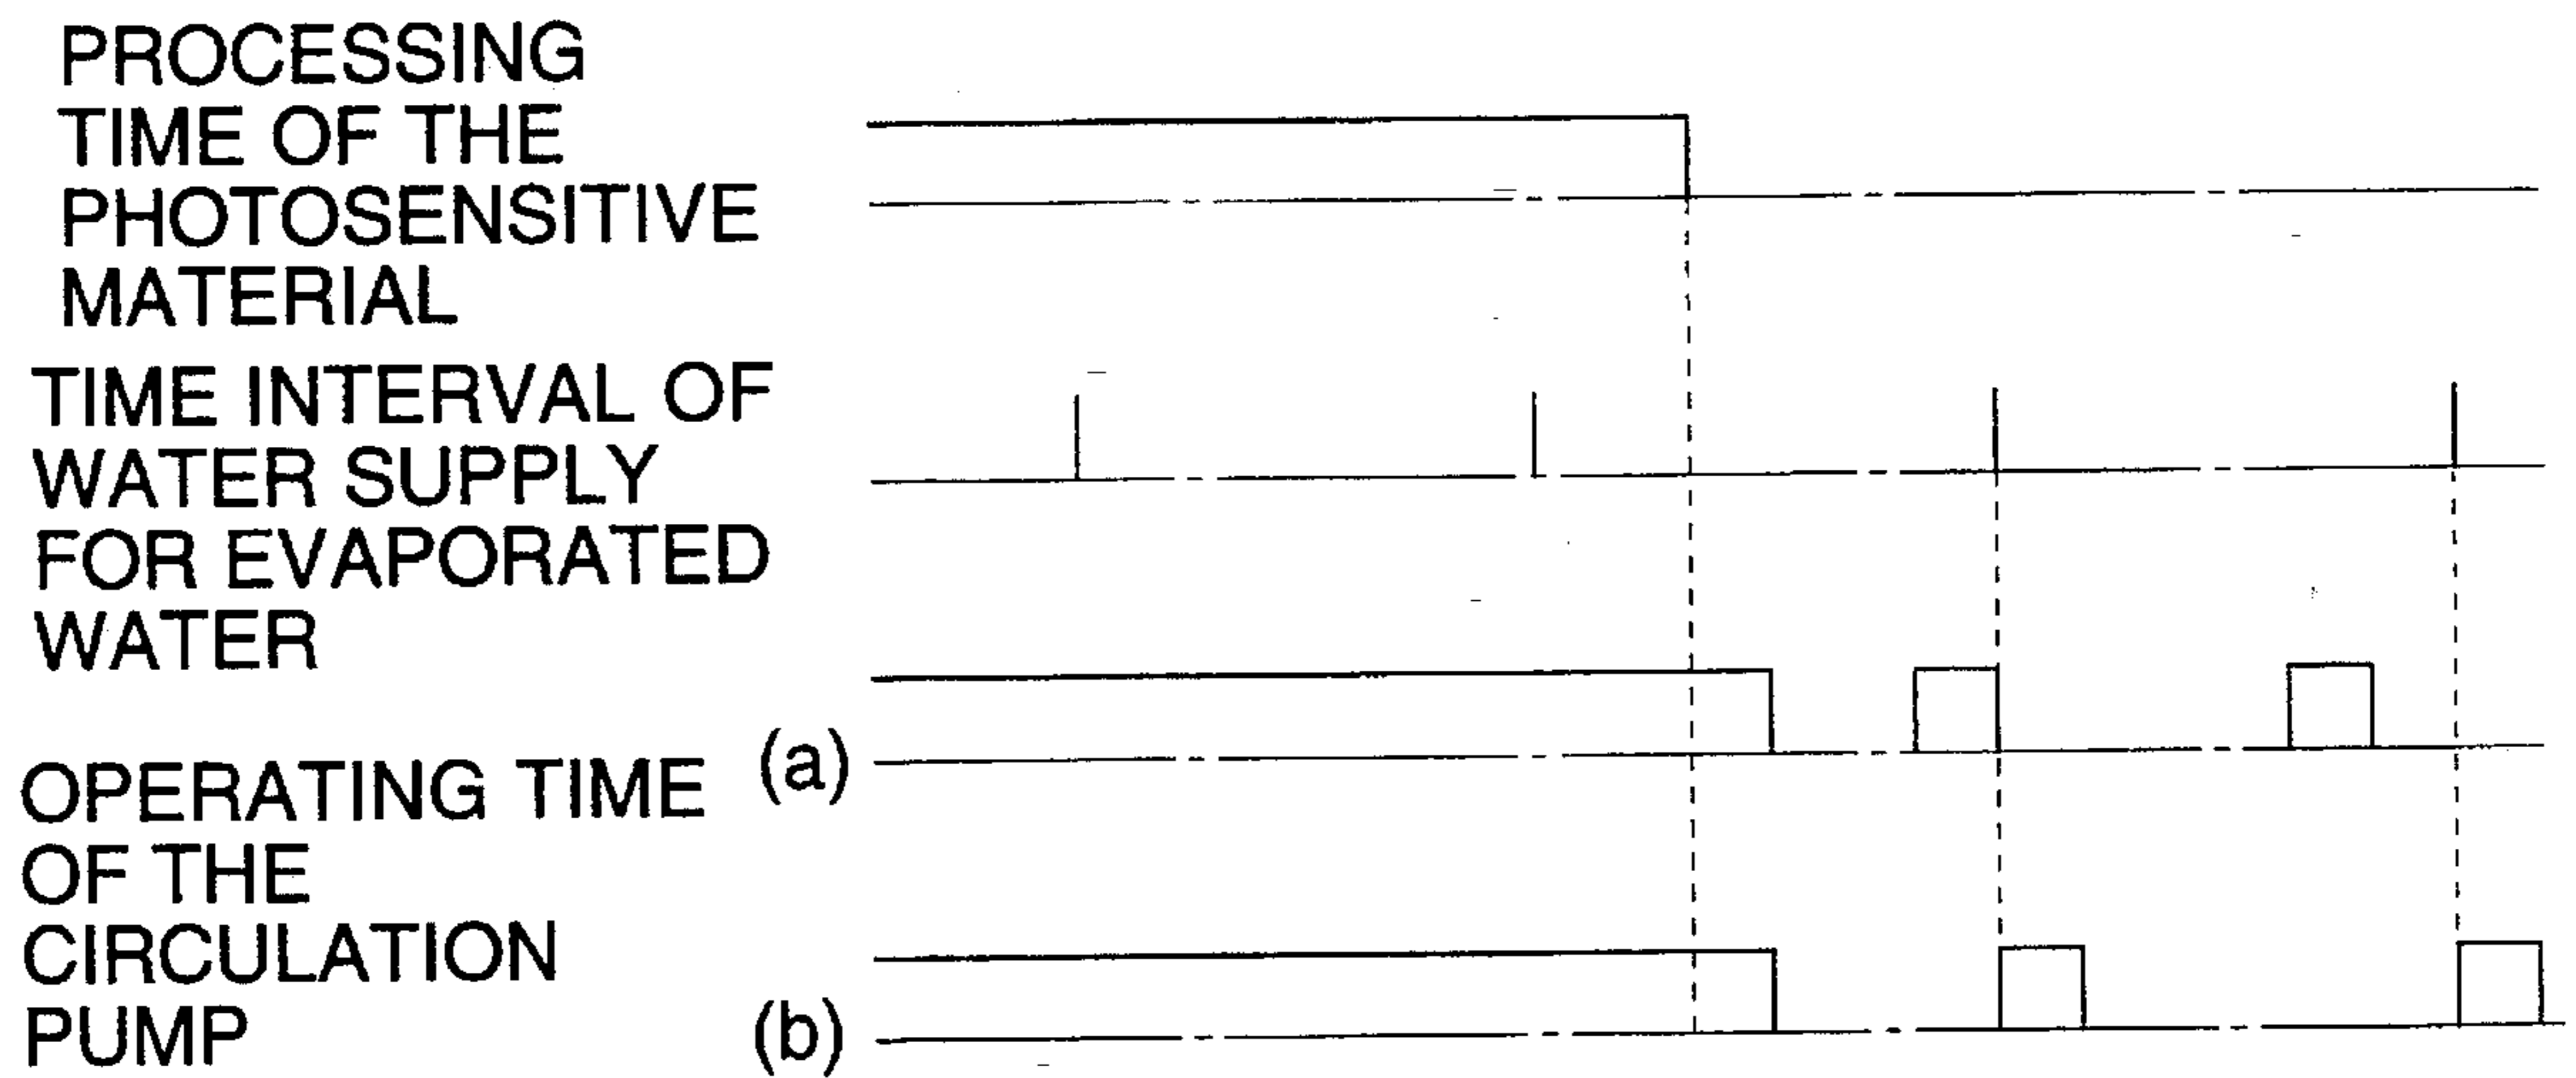 PROCESSING
TIME OF THE
PHOTOSENSITIVE
MATERIAL
TIME INTERVAL OF
WATER SUPPLY
FOR EVAPORATED
WATER
(a)
OPERATING TIME
OF THE
CIRCULATION
PUMP
(b)